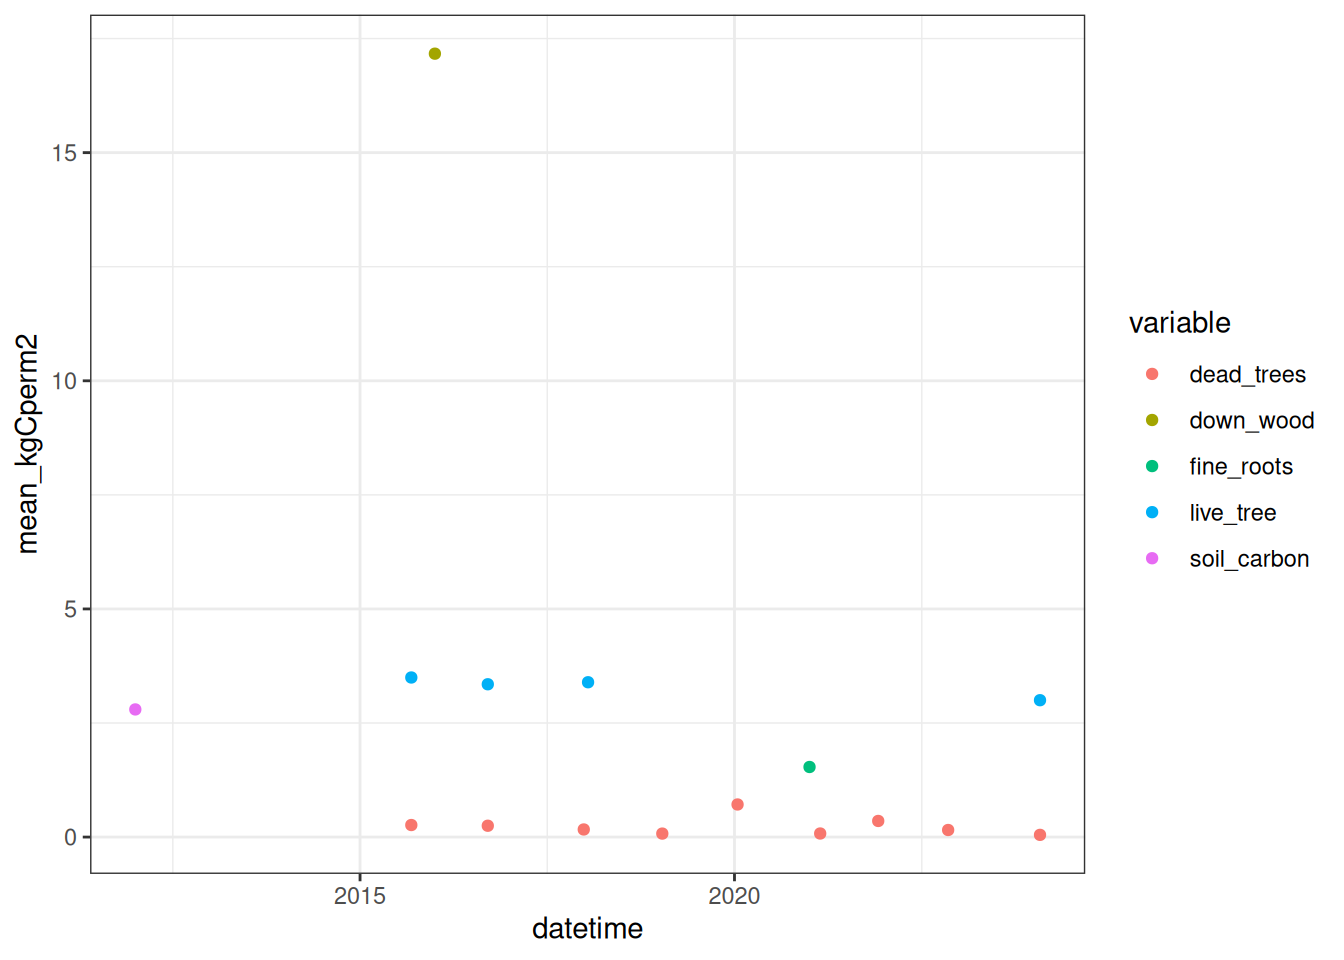 15
10
5
0
mean_kgCperm2
2015
2020
datetime
variable
dead_trees
down_wood
fine_roots
live_tree
soil_carbon